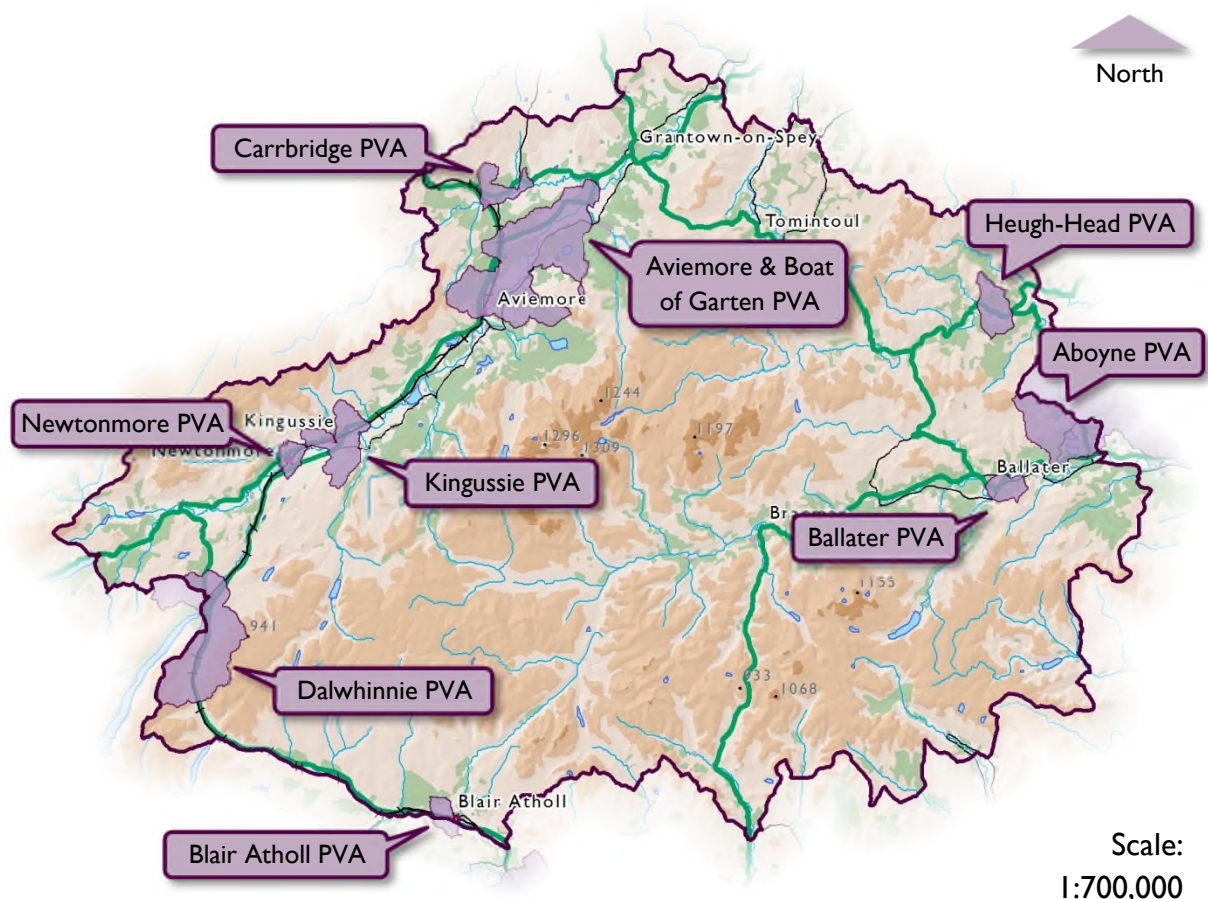 North
Carrbridge PVA
Grantown-on-Spey
Tomintoul
Heugh-Head PVA
Aviemore & Boat
of Garten PVA
Aviemore
Aboyne PVA
1244
Newtonmore PVA
Kingussie
Newtonmore
1296
1309
1197
Kingussie PVA
Ballater
Ballater PVA
1155
941
Dalwhinnie PVA
1068
Blair Atholl
Blair Atholl PVA
Scale:
1:700,000